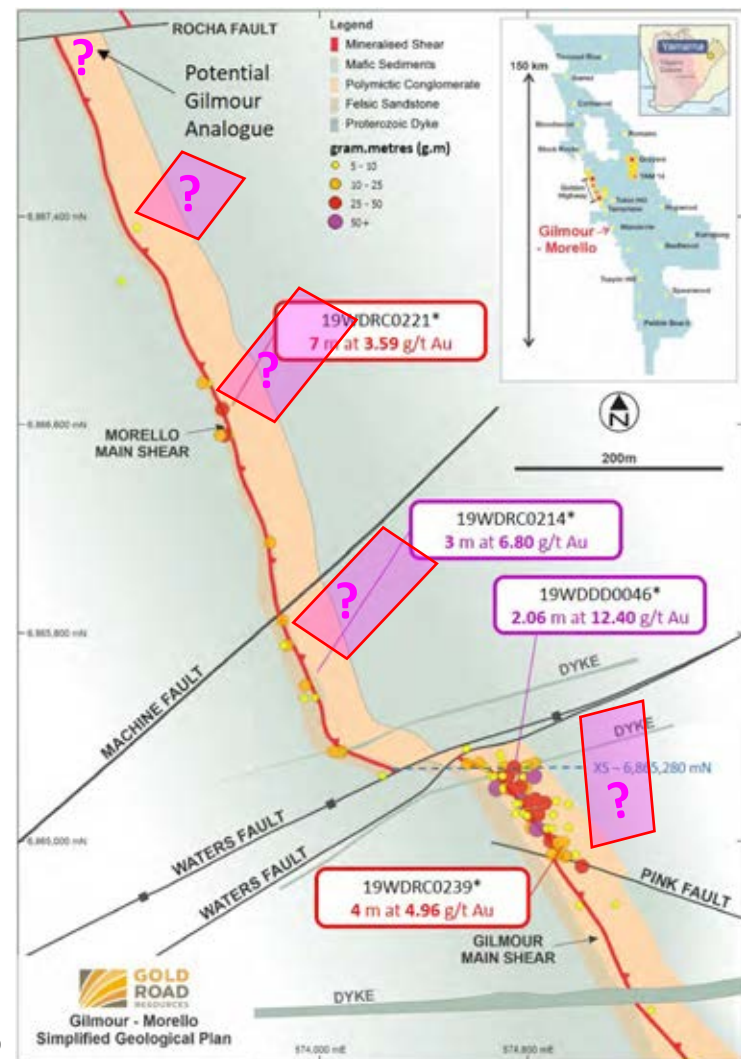 ROCHA FAULT
?
Potential
Gilmour
Analogue
Legend
Mineralised Shear
Mafic Sediments
Polymictic Conglomerate
Felsic Sandstone
Proterozoic Dyke
gram.metres (g.m)
5 - 10
10 - 25
25 - 50
50+
150 km
Yamarna
Gilmour
- Morello
?
6,867,400 mN
19WDRC0221*
7 m at 3.59 g/t Au
?
6,866,600 mN
MORELLO
MAIN SHEAR
N
200m
19WDRC0214*
3 m at 6.80 g/t Au
?
19WDDD0046*
2.06 m at 12.40 g/t Au
6,865,800 mN
MACHINE FAULT
DYKE
DYKE
XS – 6,865,280 mN
?
WATERS FAULT
WATERS FAULT
6,865,000 mN
19WDRC0239*
4 m at 4.96 g/t Au
PINK FAULT
GILMOUR
MAIN SHEAR
GOLD
ROAD
RESOURCES
DYKE
Gilmour - Morello
Simplified Geological Plan
574,000 mE
574,800 mE